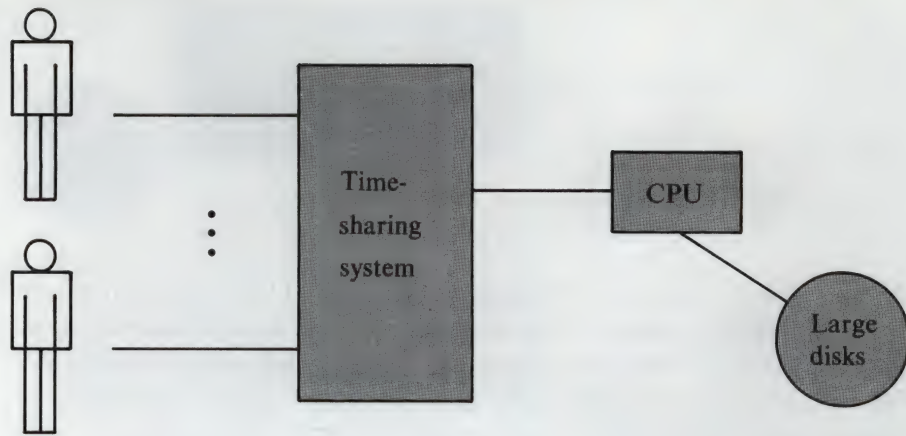 Time-
sharing
system
CPU
Large
disks